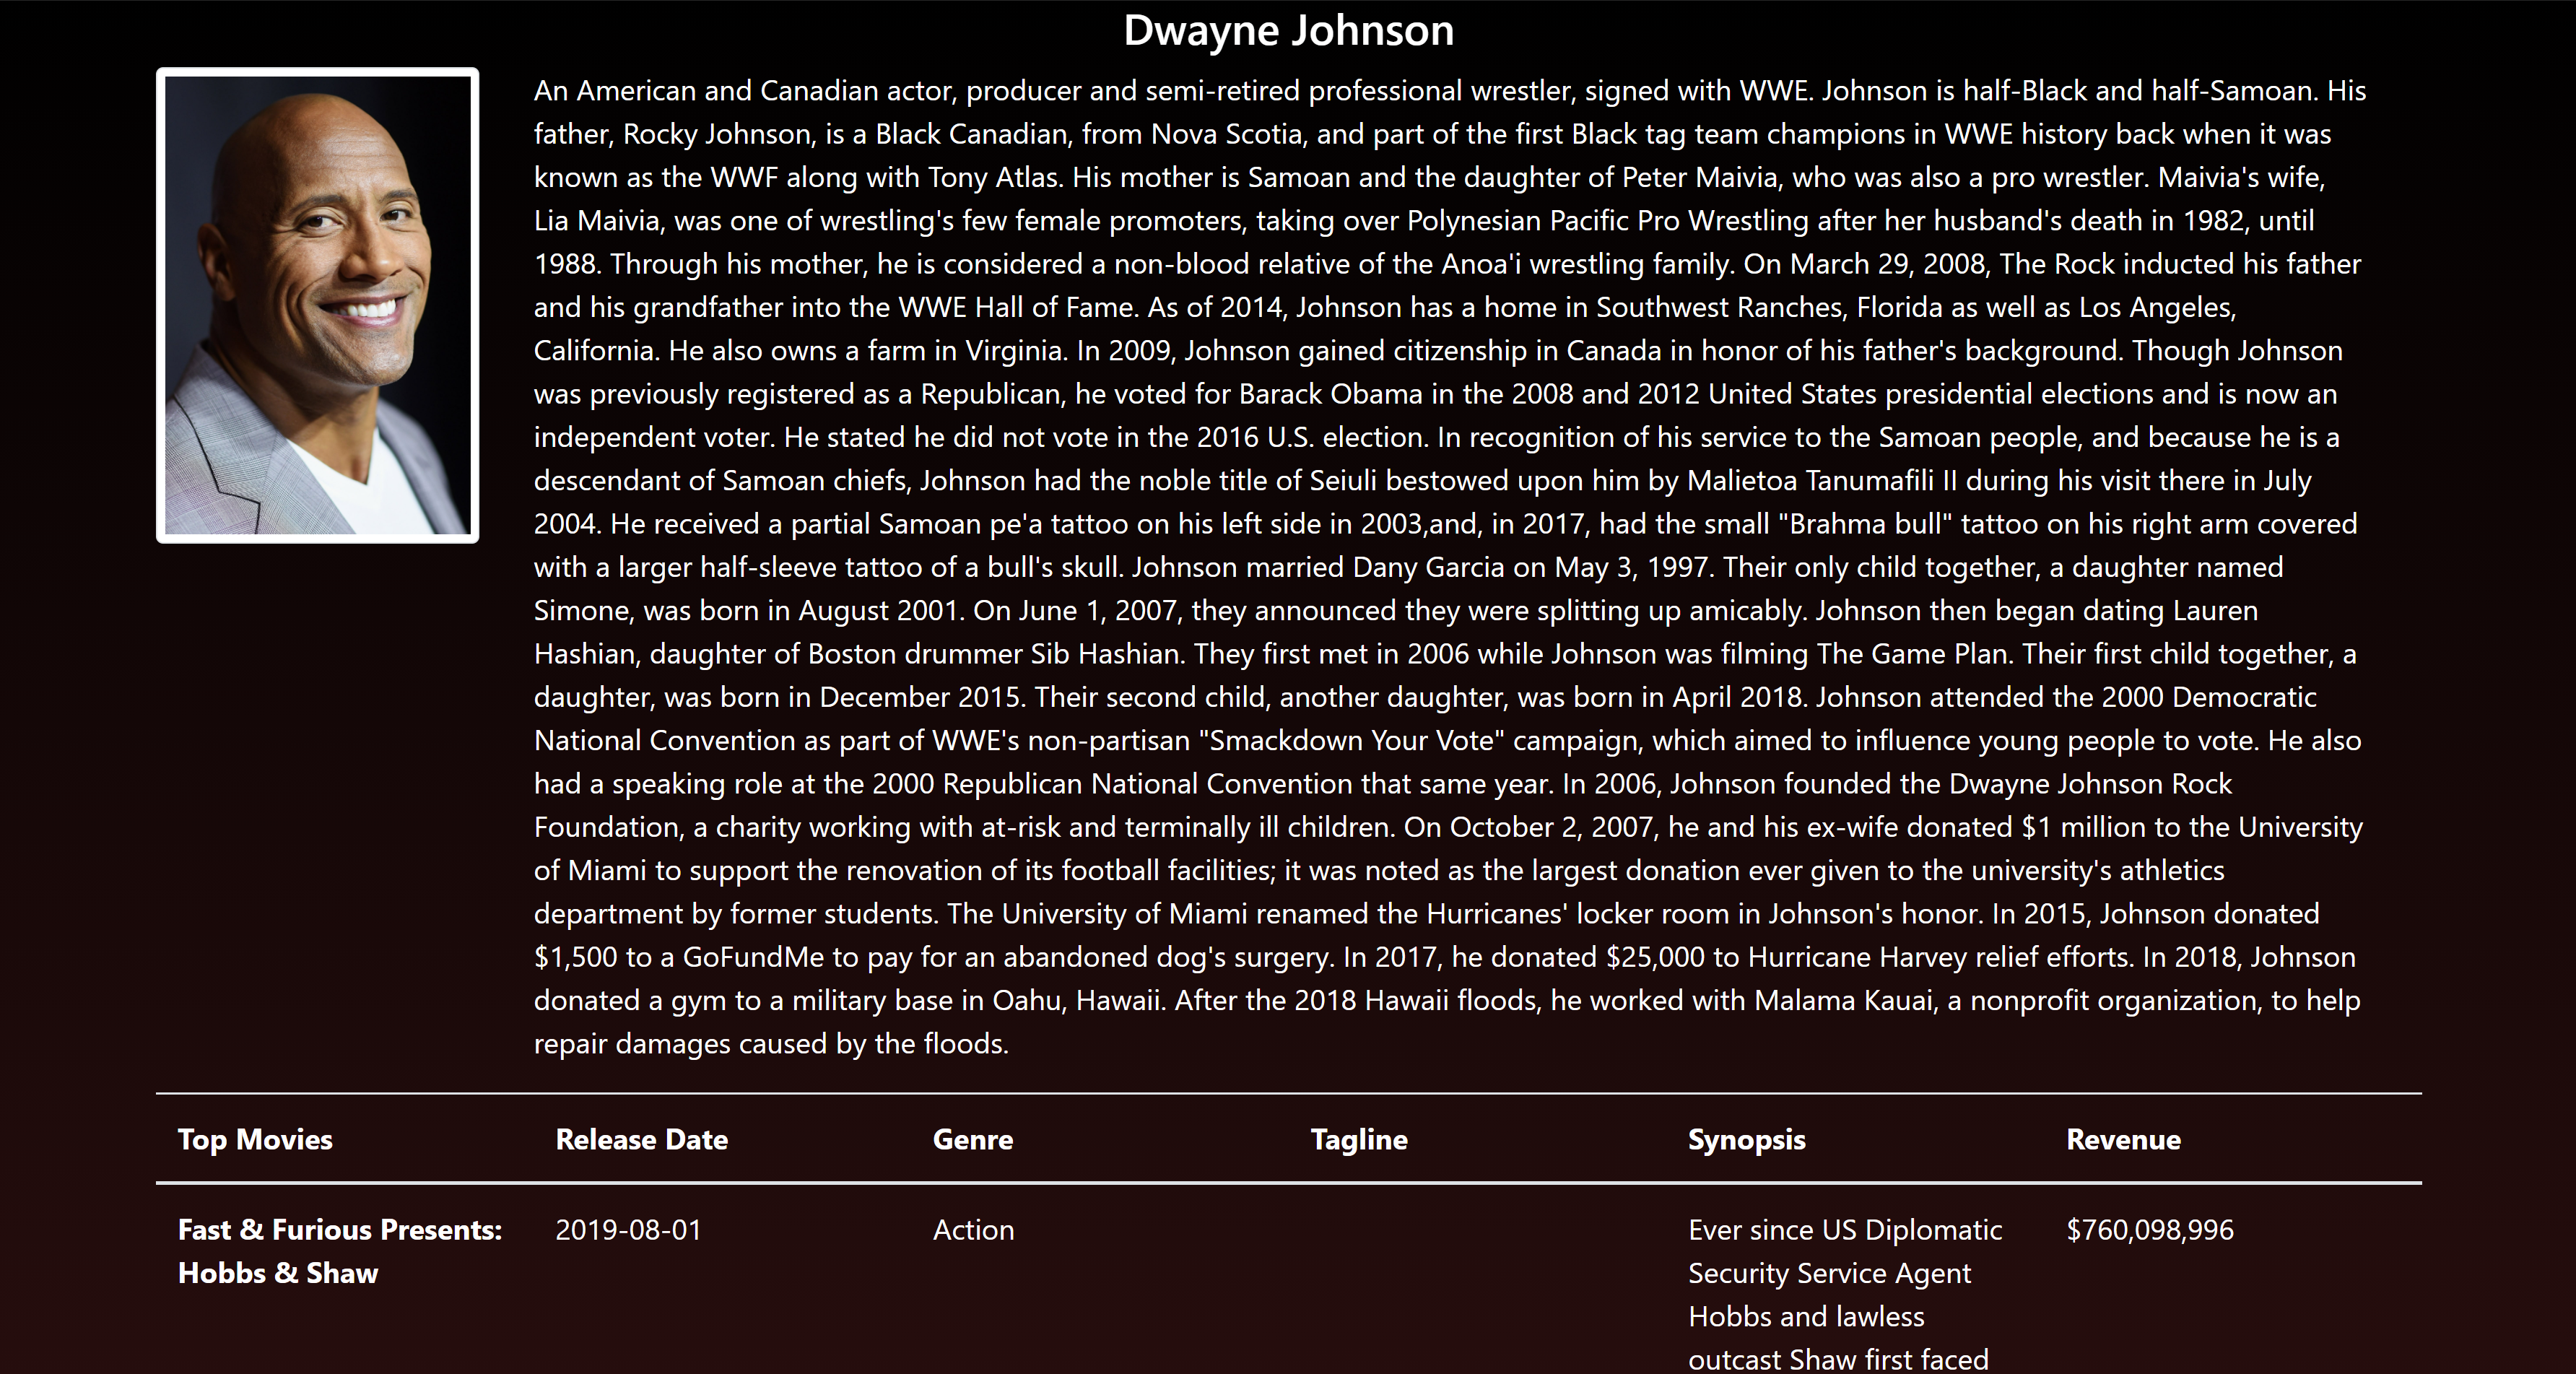 Dwayne Johnson
An American and Canadian actor, producer and semi-retired professional wrestler, signed with WWE. Johnson is half-Black and half-Samoan. His
father, Rocky Johnson, is a Black Canadian, from Nova Scotia, and part of the first Black tag team champions in WWE history back when it was
known as the WWF along with Tony Atlas. His mother is Samoan and the daughter of Peter Maivia, who was also a pro wrestler. Maivia's wife,
Lia Maivia, was one of wrestling's few female promoters, taking over Polynesian Pacific Pro Wrestling after her husband's death in 1982, until
1988. Through his mother, he is considered a non-blood relative of the Anoa'i wrestling family. On March 29, 2008, The Rock inducted his father
and his grandfather into the WWE Hall of Fame. As of 2014, Johnson has a home in Southwest Ranches, Florida as well as Los Angeles,
California. He also owns a farm in Virginia. In 2009, Johnson gained citizenship in Canada in honor of his father's background. Though Johnson
was previously registered as a Republican, he voted for Barack Obama in the 2008 and 2012 United States presidential elections and is now an
independent voter. He stated he did not vote in the 2016 U.S. election. In recognition of his service to the Samoan people, and because he is a
descendant of Samoan chiefs, Johnson had the noble title of Seiuli bestowed upon him by Malietoa Tanumafili II during his visit there in July
2004. He received a partial Samoan pe'a tattoo on his left side in 2003,and, in 2017, had the small "Brahma bull" tattoo on his right arm covered
with a larger half-sleeve tattoo of a bull's skull. Johnson married Dany Garcia on May 3, 1997. Their only child together, a daughter named
Simone, was born in August 2001. On June 1, 2007, they announced they were splitting up amicably. Johnson then began dating Lauren
Hashian, daughter of Boston drummer Sib Hashian. They first met in 2006 while Johnson was filming The Game Plan. Their first child together, a
daughter, was born in December 2015. Their second child, another daughter, was born in April 2018. Johnson attended the 2000 Democratic
National Convention as part of WWE's non-partisan "Smackdown Your Vote" campaign, which aimed to influence young people to vote. He also
had a speaking role at the 2000 Republican National Convention that same year. In 2006, Johnson founded the Dwayne Johnson Rock
Foundation, a charity working with at-risk and terminally ill children. On October 2, 2007, he and his ex-wife donated $1 million to the University
of Miami to support the renovation of its football facilities; it was noted as the largest donation ever given to the university's athletics
department by former students. The University of Miami renamed the Hurricanes' locker room in Johnson's honor. In 2015, Johnson donated
$1,500 to a GoFundMe to pay for an abandoned dog's surgery. In 2017, he donated $25,000 to Hurricane Harvey relief efforts. In 2018, Johnson
donated a gym to a military base in Oahu, Hawaii. After the 2018 Hawaii floods, he worked with Malama Kauai, a nonprofit organization, to help
repair damages caused by the floods.
Top Movies Release Date Genre Tagline Synopsis Revenue
Fast & Furious Presents: 2019-08-01 Action Ever since US Diplomatic $760,098,996
Hobbs & Shaw Security Service Agent
Hobbs and lawless
outcast Shaw first faced